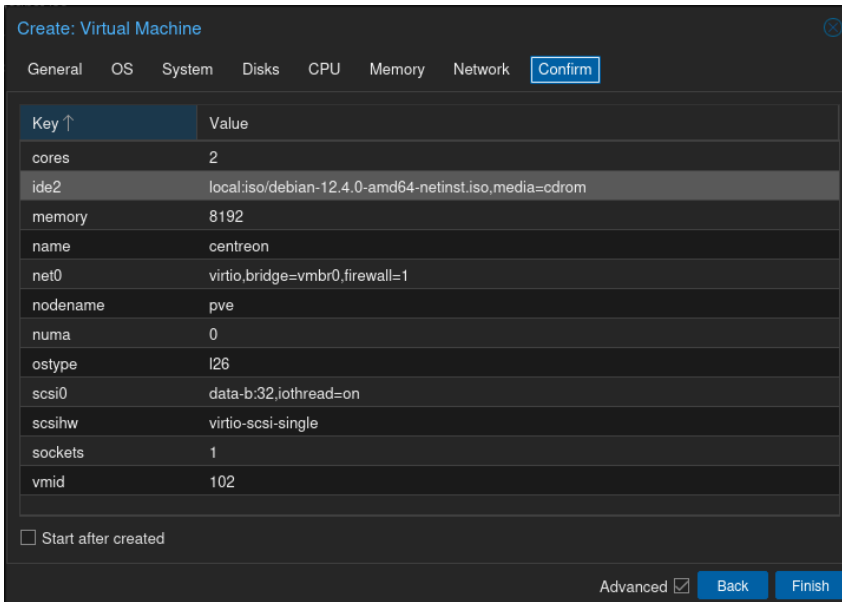 Create: Virtual Machine
General OS System Disks CPU Memory Network Confirm
Key Value
cores 2
ide2 local:iso/debian-12.4.0-amd64-netinst.iso,media=cdrom
memory 8192
name centreon
net0 virtio,bridge=vmbr0,firewall=1
nodename pve
numa 0
ostype l26
scsi0 data-b:32,iothread=on
scsihw virtio-scsi-single
sockets 1
vmid 102
Start after created
Advanced Back Finish